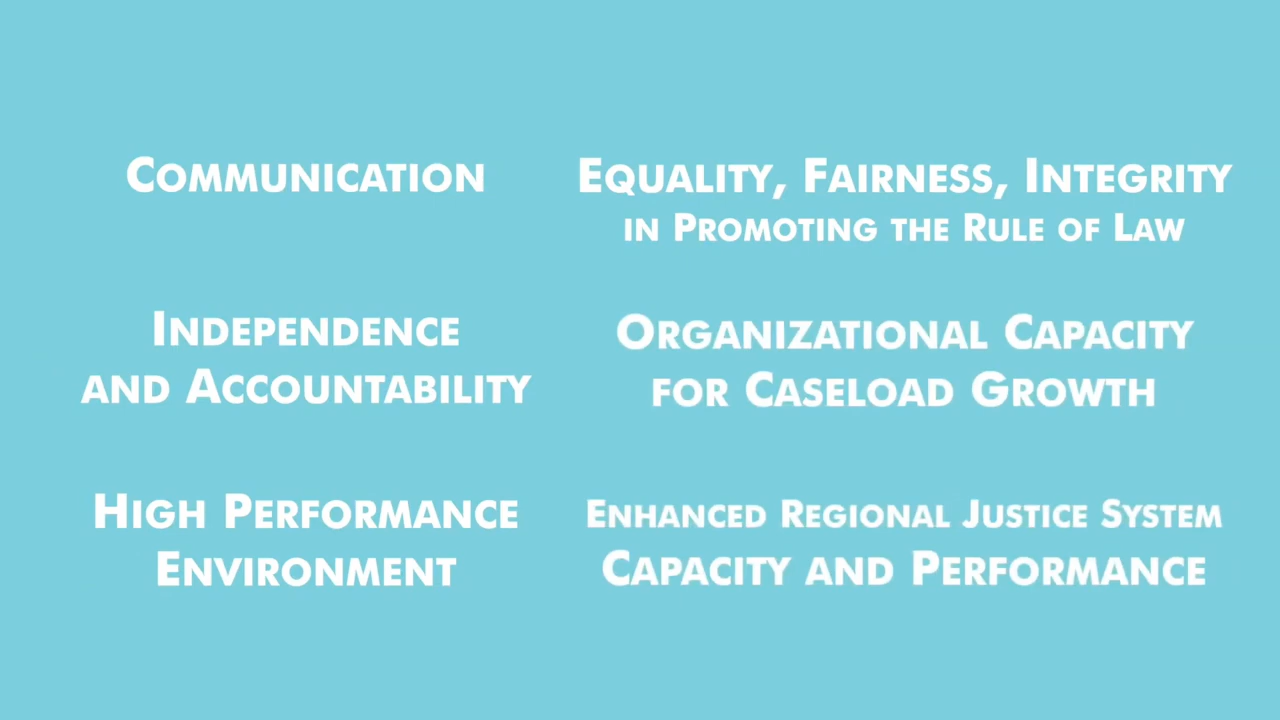 Communication
Equality, Fairness, Integrity
in Promoting the Rule of Law
Independence
and Accountability
Organizational Capacity
for Caseload Growth
High Performance
Environment
Enhanced Regional Justice System
Capacity and Performance